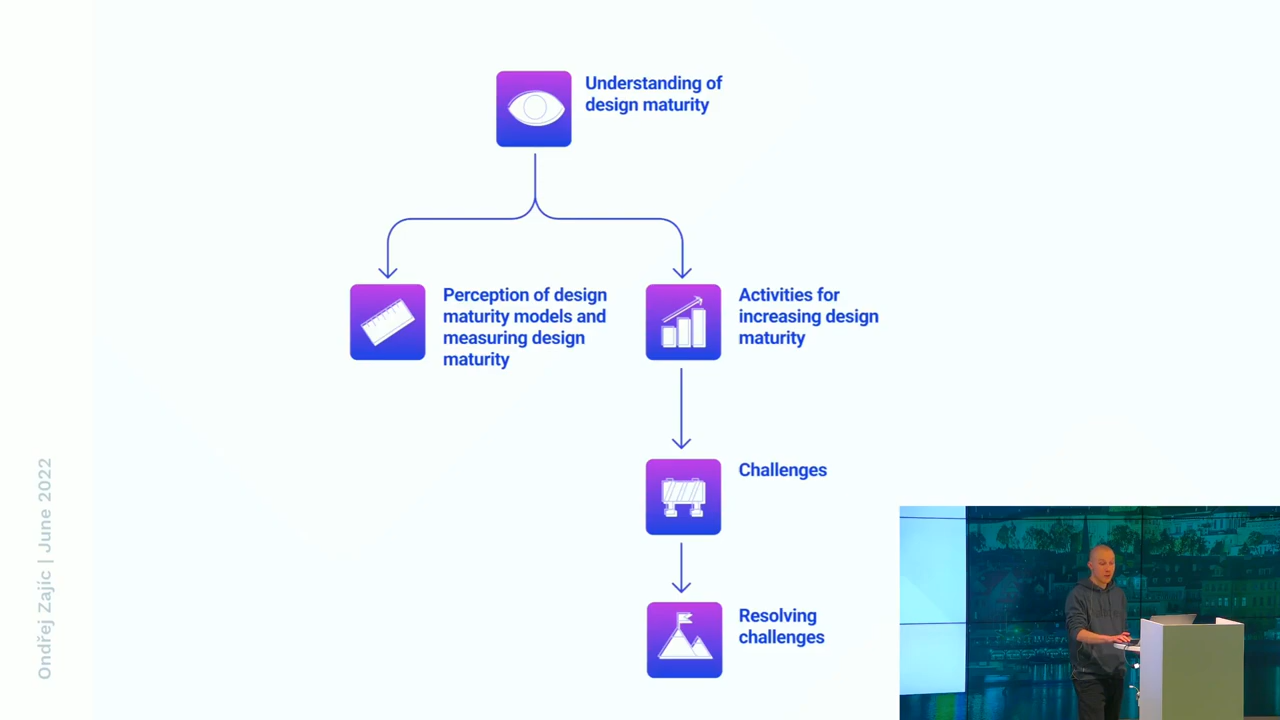 Understanding of
design maturity
Perception of design
maturity models and
measuring design
maturity
Activities for
increasing design
maturity
Challenges
Resolving
challenges
Ondřej Zajíc | June 2022